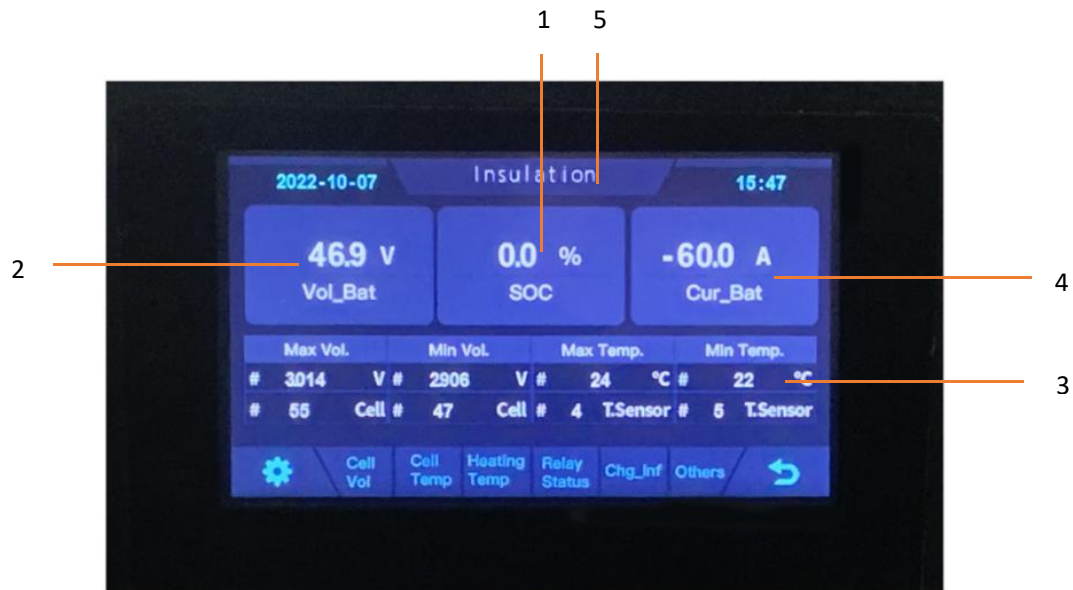 1 5
2022-10-07 Insulation 15:47
46.9 V 0.0 % -60.0 A
2
4
Vol_Bat SOC Cur_Bat
Max Vol. Min Vol. Max Temp. Min Temp.
# 3.014 V # 2906 V # 24 °C # 22 °C
3
# 55 Cell # 47 Cell # 4 T.Sensor # 5 T.Sensor
Cell Vol Cell Temp Heating Temp Relay Status Chg_Inf Others